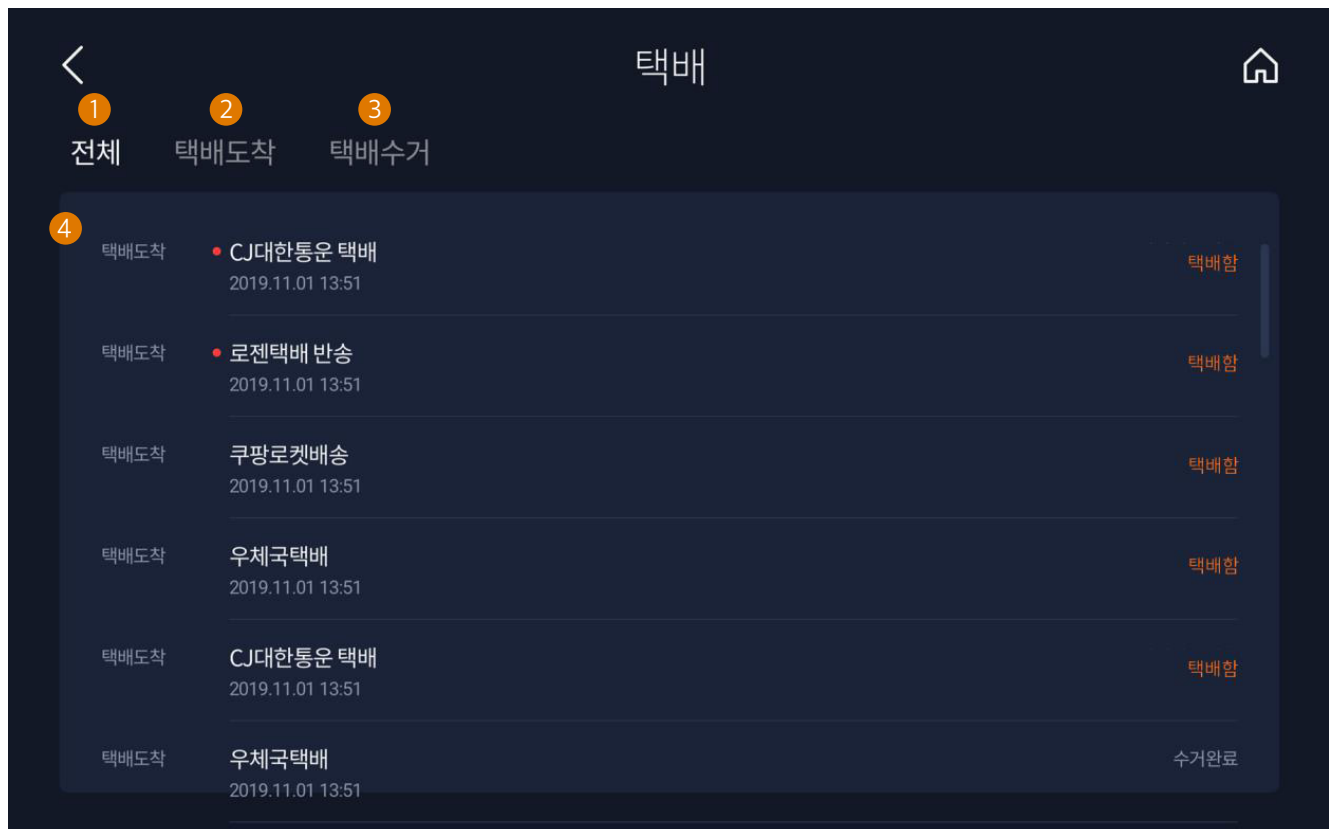 택배
1 2 3
전체 택배도착 택배수거
4
택배도착 CJ대한통운 택배 택배함
2019.11.01 13:51
택배도착 로젠택배 반송 택배함
2019.11.01 13:51
택배도착 쿠팡로켓배송 택배함
2019.11.01 13:51
택배도착 우체국택배 택배함
2019.11.01 13:51
택배도착 CJ대한통운 택배 택배함
2019.11.01 13:51
택배도착 우체국택배 수거완료
2019.11.01 13:51